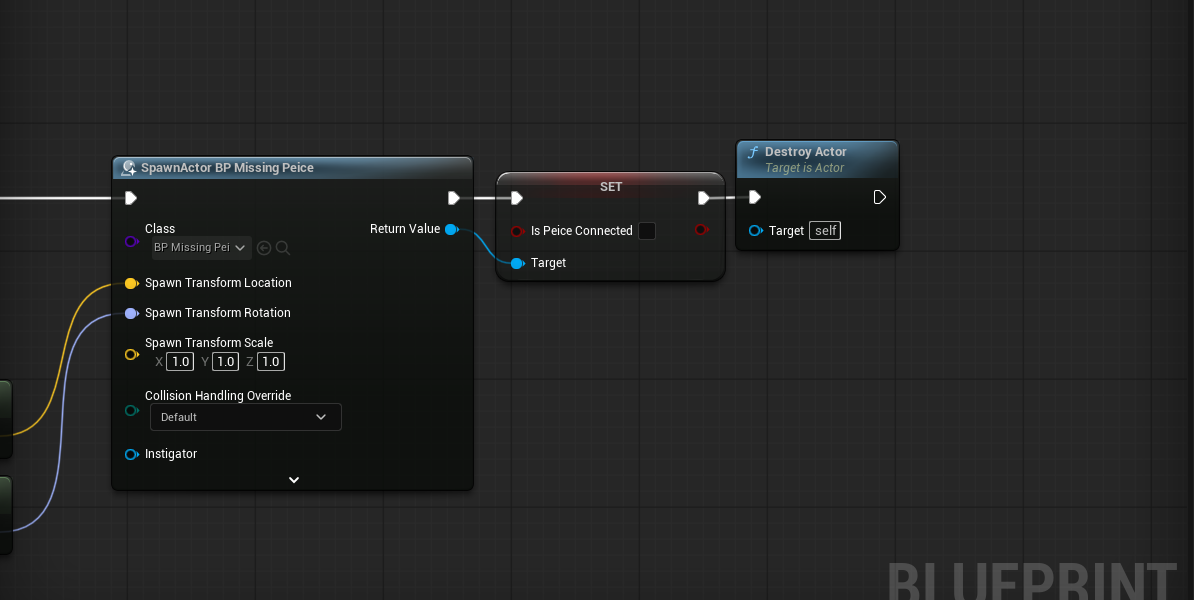 SpawnActor BP Missing Peice
Class
BP Missing Pei
Return Value
Spawn Transform Location
Spawn Transform Rotation
Spawn Transform Scale
X 1.0 Y 1.0 Z 1.0
Collision Handling Override
Default
Instigator
SET
Is Peice Connected
Target
Destroy Actor
Target is Actor
Target self
BLUEPRINT